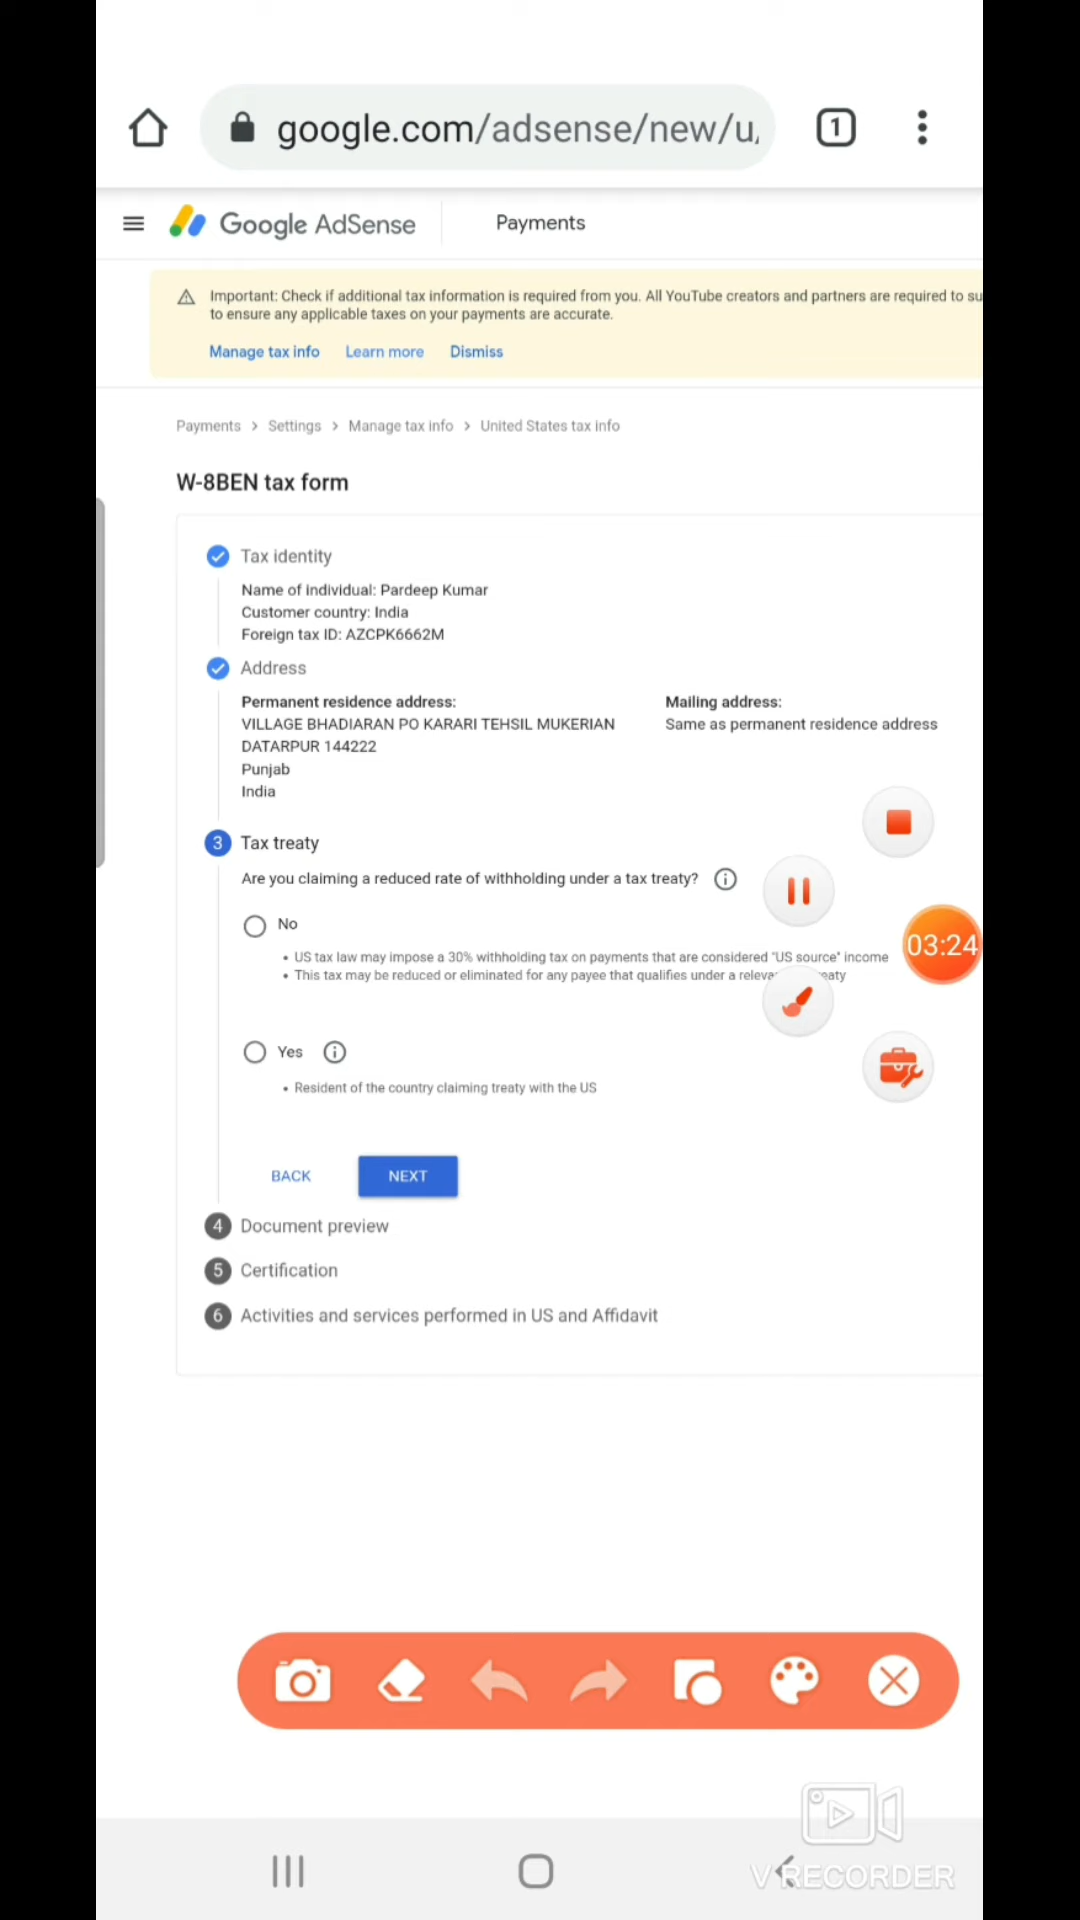 google.com/adsense/new/u,
1
Google AdSense
Payments
Important: Check if additional tax information is required from you. All YouTube creators and partners are required to su
to ensure any applicable taxes on your payments are accurate.
Manage tax info Learn more Dismiss
Payments > Settings > Manage tax info > United States tax info
W-8BEN tax form
Tax identity
Name of individual: Pardeep Kumar
Customer country: India
Foreign tax ID: AZCPK6662M
Address
Permanent residence address:
VILLAGE BHADIARAN PO KARARI TEHSIL MUKERIAN
DATARPUR 144222
Punjab
India
Mailing address:
Same as permanent residence address
3 Tax treaty
Are you claiming a reduced rate of withholding under a tax treaty?
No
• US tax law may impose a 30% withholding tax on payments that are considered "US source" income
• This tax may be reduced or eliminated for any payee that qualifies under a releva eaty
03:24
Yes
• Resident of the country claiming treaty with the US
BACK NEXT
4 Document preview
5 Certification
6 Activities and services performed in US and Affidavit
V RECORDER